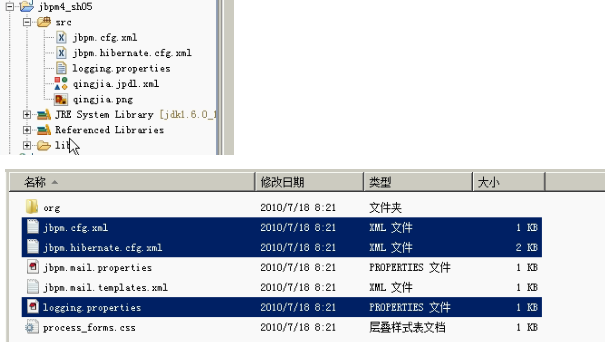 jbpm4_sh05
src
jbpm.cfg.xml
jbpm.hibernate.cfg.xml
logging.properties
qingjia.jpdl.xml
qingjia.png
JRE System Library [jdk1.6.0_1
Referenced Libraries
lib
名称 修改日期 类型 大小
org 2010/7/18 8:21 文件夹
jbpm.cfg.xml 2010/7/18 8:21 XML 文件 1 KB
jbpm.hibernate.cfg.xml 2010/7/18 8:21 XML 文件 2 KB
jbpm.mail.properties 2010/7/18 8:21 PROPERTIES 文件 1 KB
jbpm.mail.templates.xml 2010/7/18 8:21 XML 文件 1 KB
logging.properties 2010/7/18 8:21 PROPERTIES 文件 1 KB
process_forms.css 2010/7/18 8:21 层叠样式表文档 1 KB